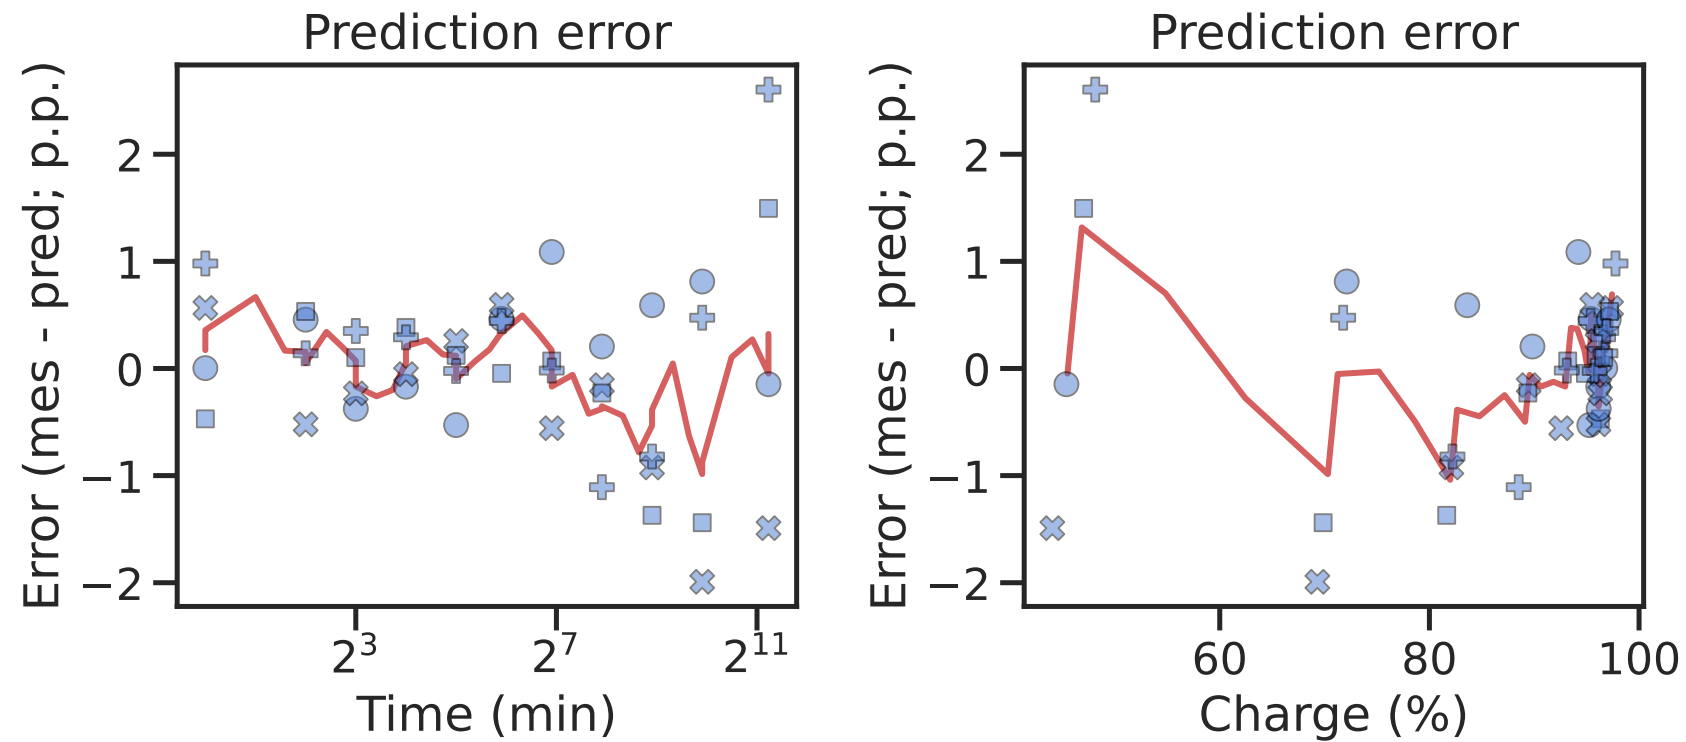 Prediction error
Error (mes - pred; p.p.)
2
1
0
−1
−2
2^3 2^7 2^11
Time (min)
Prediction error
Error (mes - pred; p.p.)
2
1
0
−1
−2
60 80 100
Charge (%)